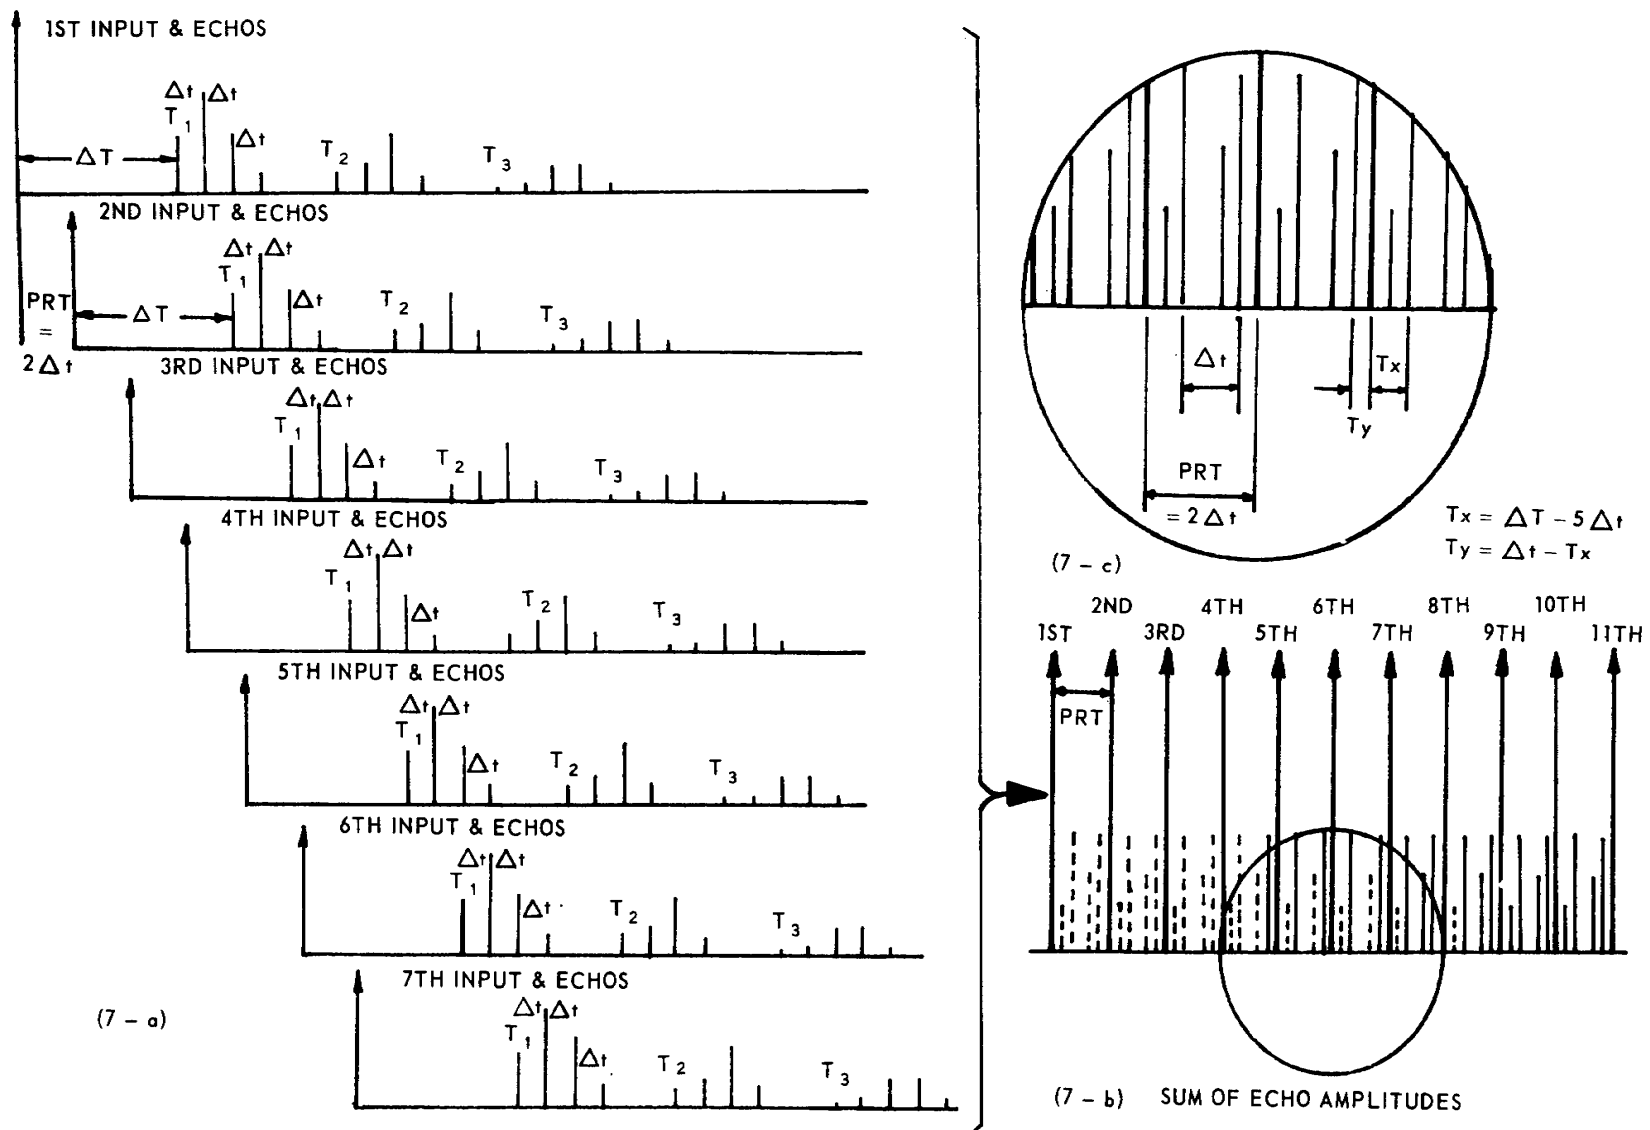 1ST INPUT & ECHOS
Δt Δt
T1 Δt
ΔT
T2
T3
2ND INPUT & ECHOS
Δt Δt
T1
Δt
PRT
=
2Δt
ΔT
T2
T3
3RD INPUT & ECHOS
Δt Δt
T1
Δt
T2
T3
4TH INPUT & ECHOS
Δt Δt
T1
Δt
T2
T3
5TH INPUT & ECHOS
Δt Δt
T1
Δt
T2
T3
6TH INPUT & ECHOS
Δt Δt
T1
Δt
T2
T3
7TH INPUT & ECHOS
Δt Δt
T1
Δt
T2
T3
(7 - a)
Δt
Tx
Ty
PRT
= 2Δt
Tx = ΔT - 5Δt
Ty = Δt - Tx
(7 - c)
2ND 4TH 6TH 8TH 10TH
1ST 3RD 5TH 7TH 9TH 11TH
PRT
(7 - b) SUM OF ECHO AMPLITUDES